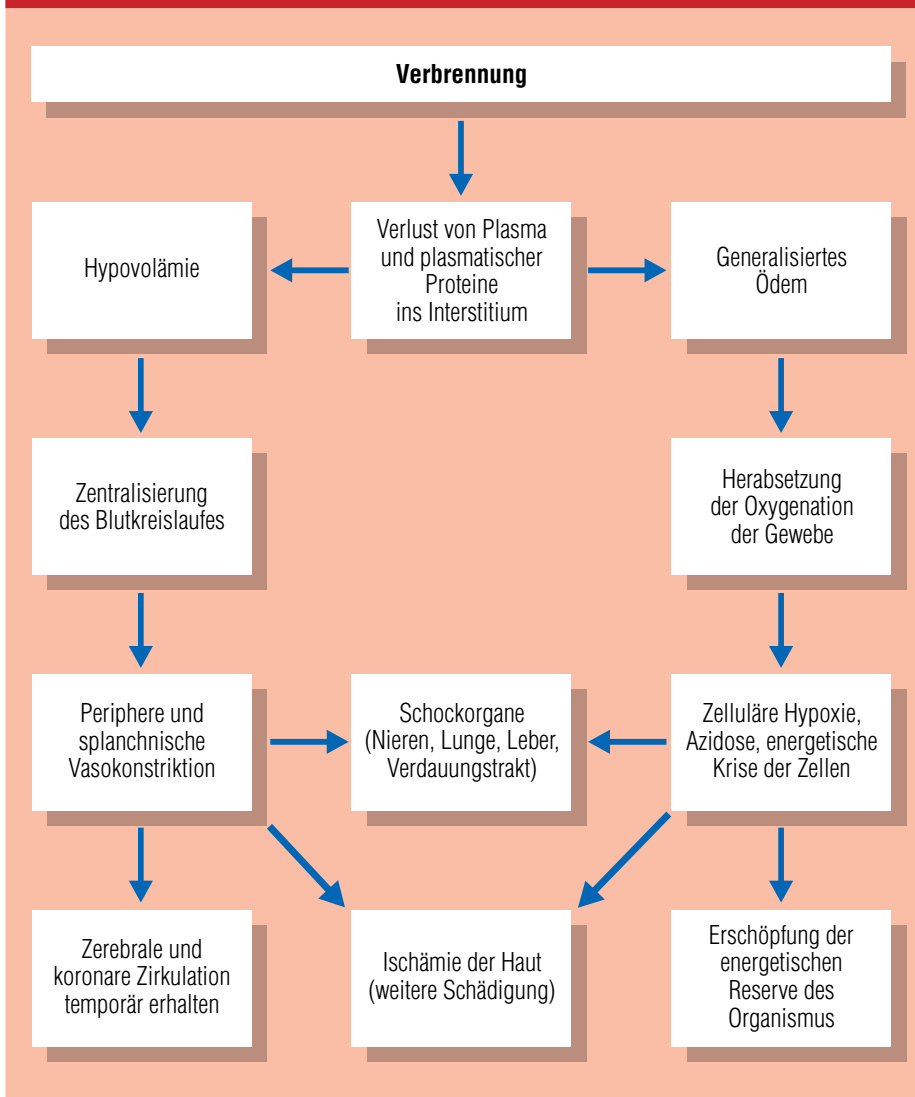 Verbrennung
Hypovolämie
Verlust von Plasma
und plasmatischer
Proteine
ins Interstitium
Generalisiertes
Ödem
Zentralisierung
des Blutkreislaufes
Herabsetzung
der Oxygenation
der Gewebe
Periphere und
splanchnische
Vasokonstriktion
Schockorgane
(Nieren, Lunge, Leber,
Verdauungstrakt)
Zelluläre Hypoxie,
Azidose, energetische
Krise der Zellen
Zerebrale und
koronare Zirkulation
temporär erhalten
Ischämie der Haut
(weitere Schädigung)
Erschöpfung der
energetischen
Reserve des
Organismus